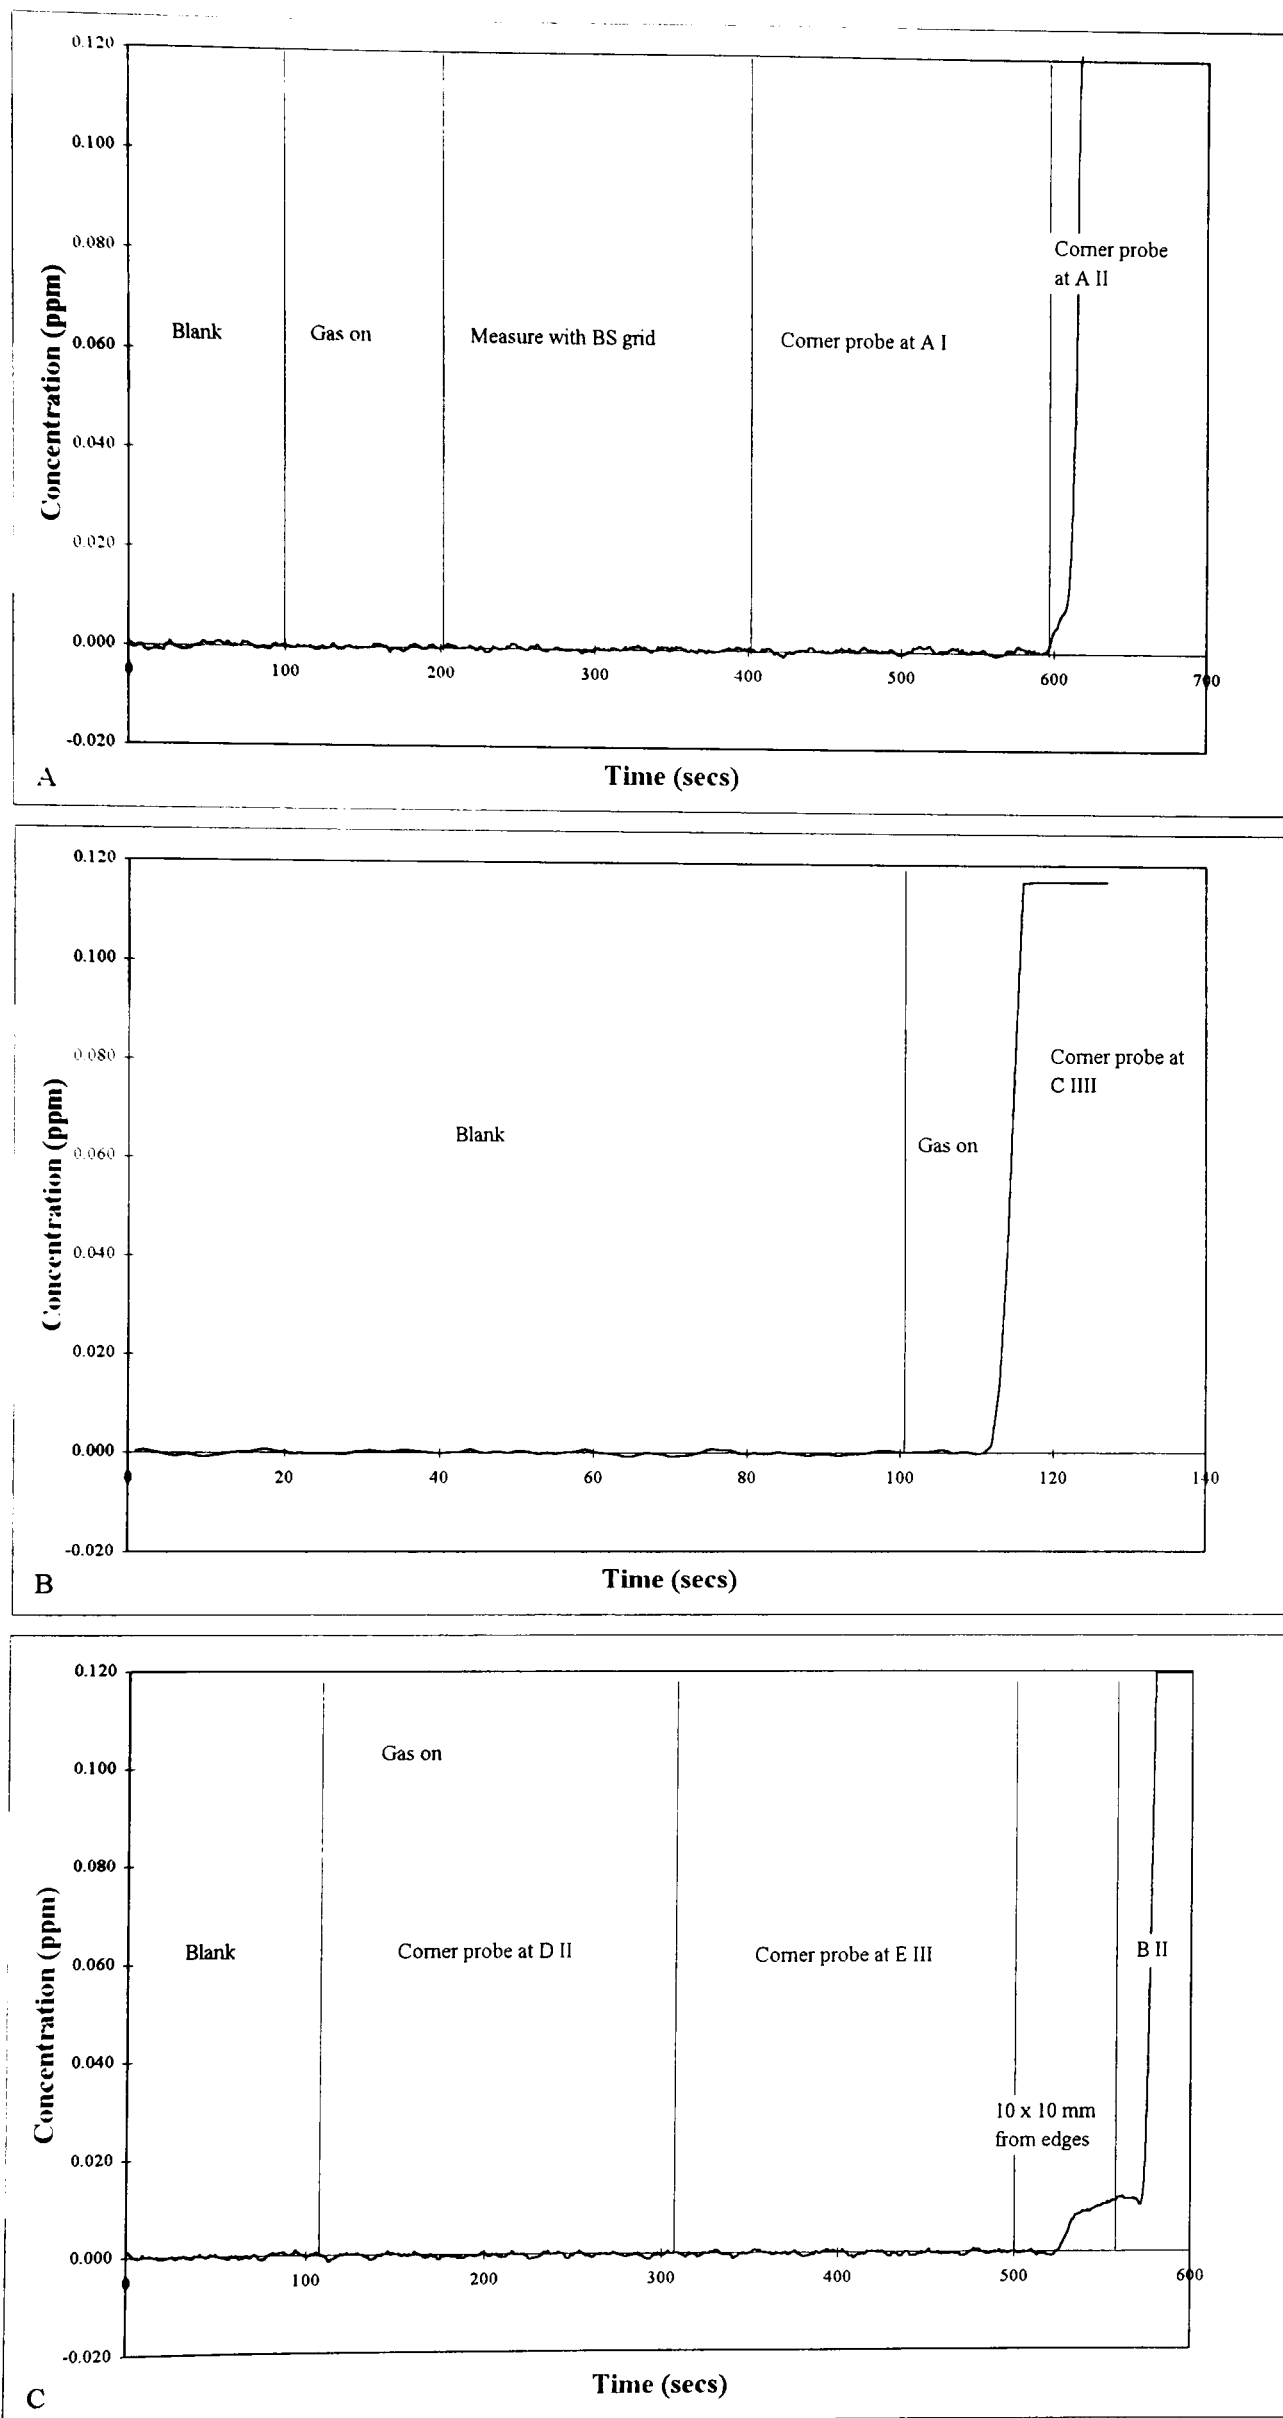 0.120
0.100
0.080
0.060
0.040
0.020
0.000
-0.020
Concentration (ppm)
Blank
Gas on
Measure with BS grid
Corner probe at A I
Corner probe
at A II
0 100 200 300 400 500 600 700
Time (secs)
A
0.120
0.100
0.080
0.060
0.040
0.020
0.000
-0.020
Concentration (ppm)
Blank
Gas on
Corner probe at
C IIII
0 20 40 60 80 100 120 140
Time (secs)
B
0.120
0.100
0.080
0.060
0.040
0.020
0.000
-0.020
Concentration (ppm)
Gas on
Blank
Corner probe at D II
Corner probe at E III
B II
10 x 10 mm
from edges
0 100 200 300 400 500 600
Time (secs)
C